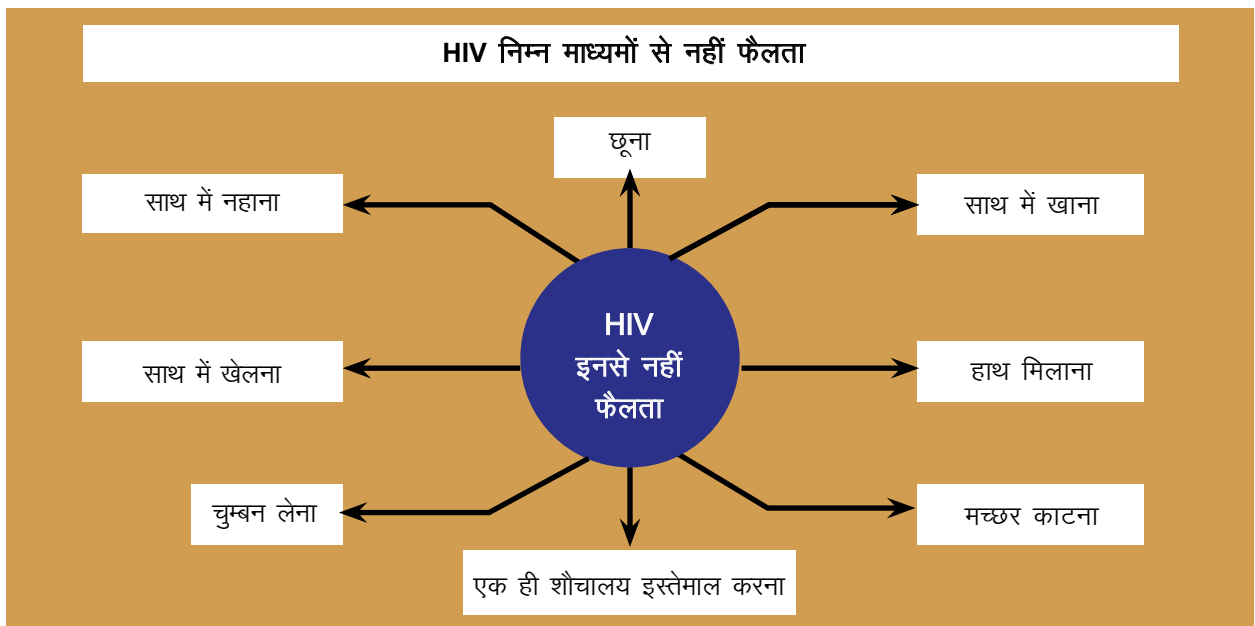 HIV निम्न माध्यमों से नहीं फैलता
छूना
साथ में नहाना
साथ में खाना
HIV
इनसे नहीं
फैलता
साथ में खेलना
हाथ मिलाना
चुम्बन लेना
मच्छर काटना
एक ही शौचालय इस्तेमाल करना